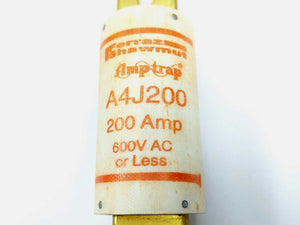 Ferraz
Shawmut
Amp-trap
A4J200
200 Amp
600V AC
or Less